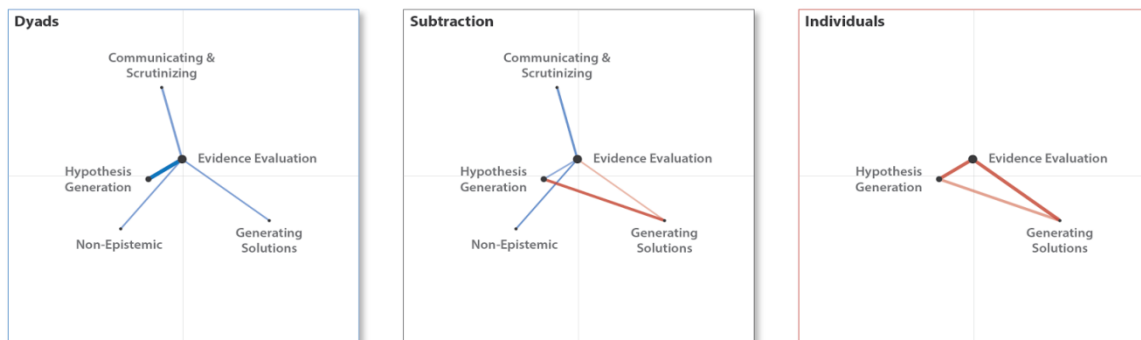 Dyads
Communicating &
Scrutinizing
Evidence Evaluation
Hypothesis
Generation
Non-Epistemic
Generating
Solutions
Subtraction
Communicating &
Scrutinizing
Evidence Evaluation
Hypothesis
Generation
Non-Epistemic
Generating
Solutions
Individuals
Evidence Evaluation
Hypothesis
Generation
Generating
Solutions